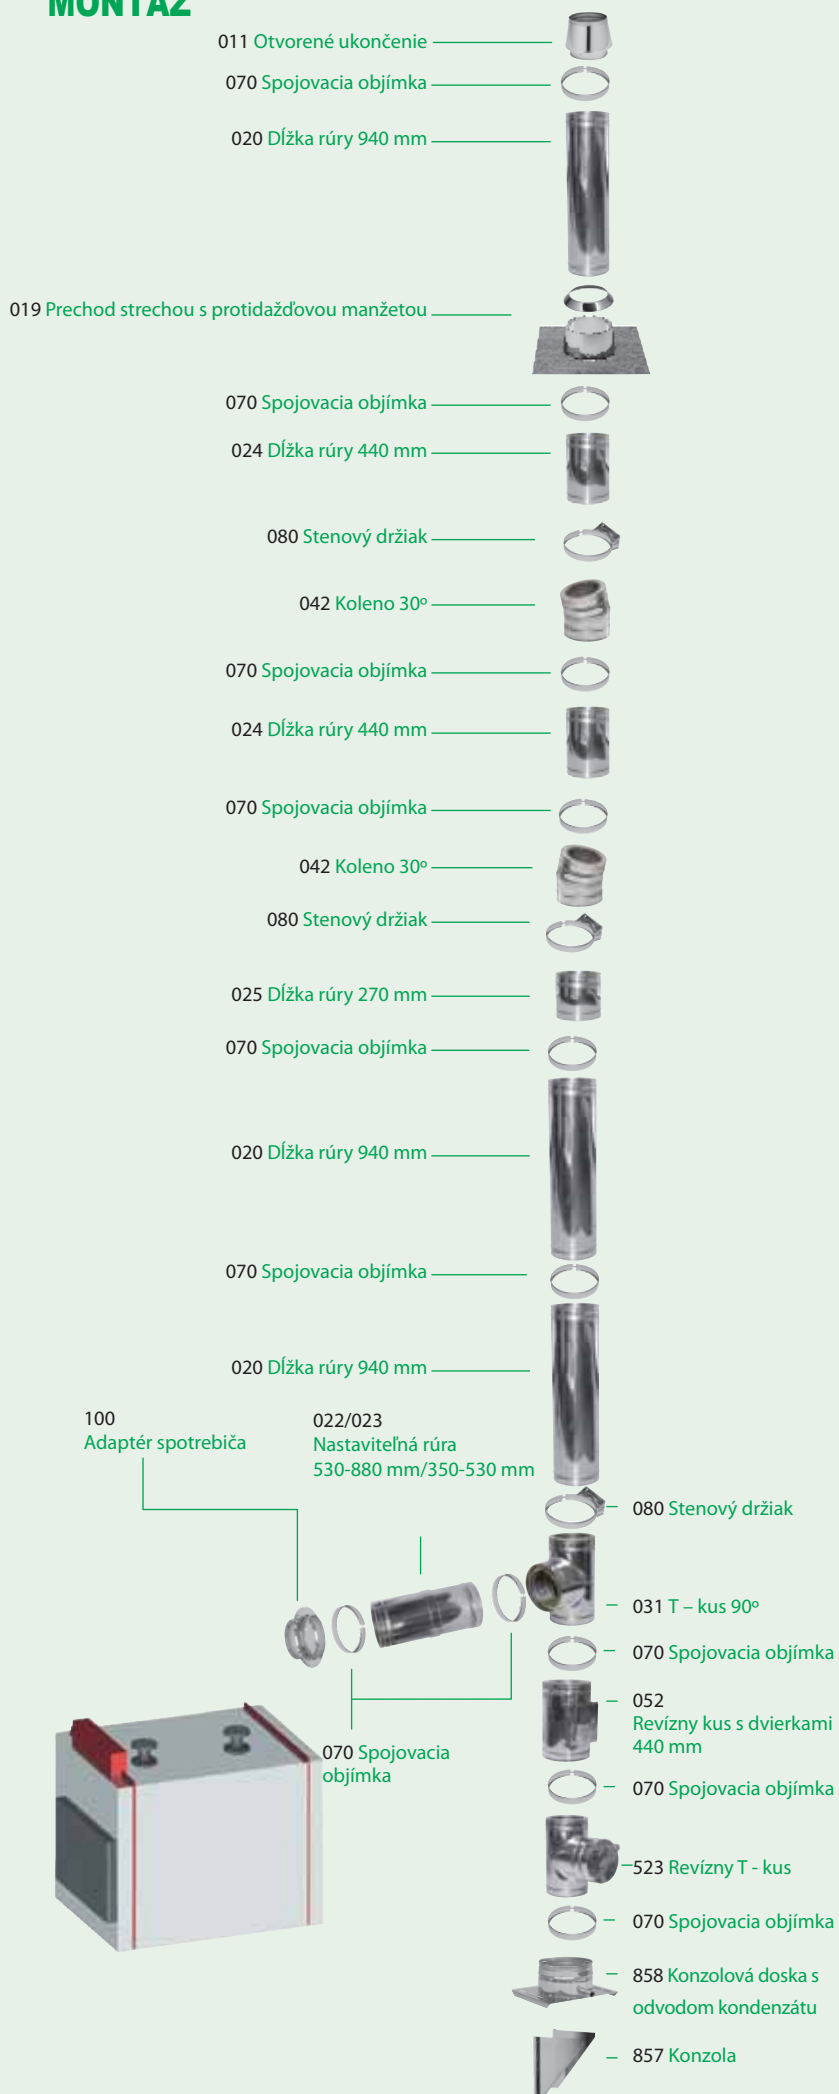 MONTÁŽ
011 Otvorené ukončenie
070 Spojovacia objímka
020 Dĺžka rúry 940 mm
019 Prechod strechou s protidažďovou manžetou
070 Spojovacia objímka
024 Dĺžka rúry 440 mm
080 Stenový držiak
042 Koleno 30º
070 Spojovacia objímka
024 Dĺžka rúry 440 mm
070 Spojovacia objímka
042 Koleno 30º
080 Stenový držiak
025 Dĺžka rúry 270 mm
070 Spojovacia objímka
020 Dĺžka rúry 940 mm
070 Spojovacia objímka
020 Dĺžka rúry 940 mm
100
Adaptér spotrebiča
022/023
Nastaviteľná rúra
530-880 mm/350-530 mm
080 Stenový držiak
031 T – kus 90º
070 Spojovacia objímka
052
Revízny kus s dvierkami
440 mm
070 Spojovacia
objímka
070 Spojovacia objímka
523 Revízny T - kus
070 Spojovacia objímka
858 Konzolová doska s
odvodom kondenzátu
857 Konzola